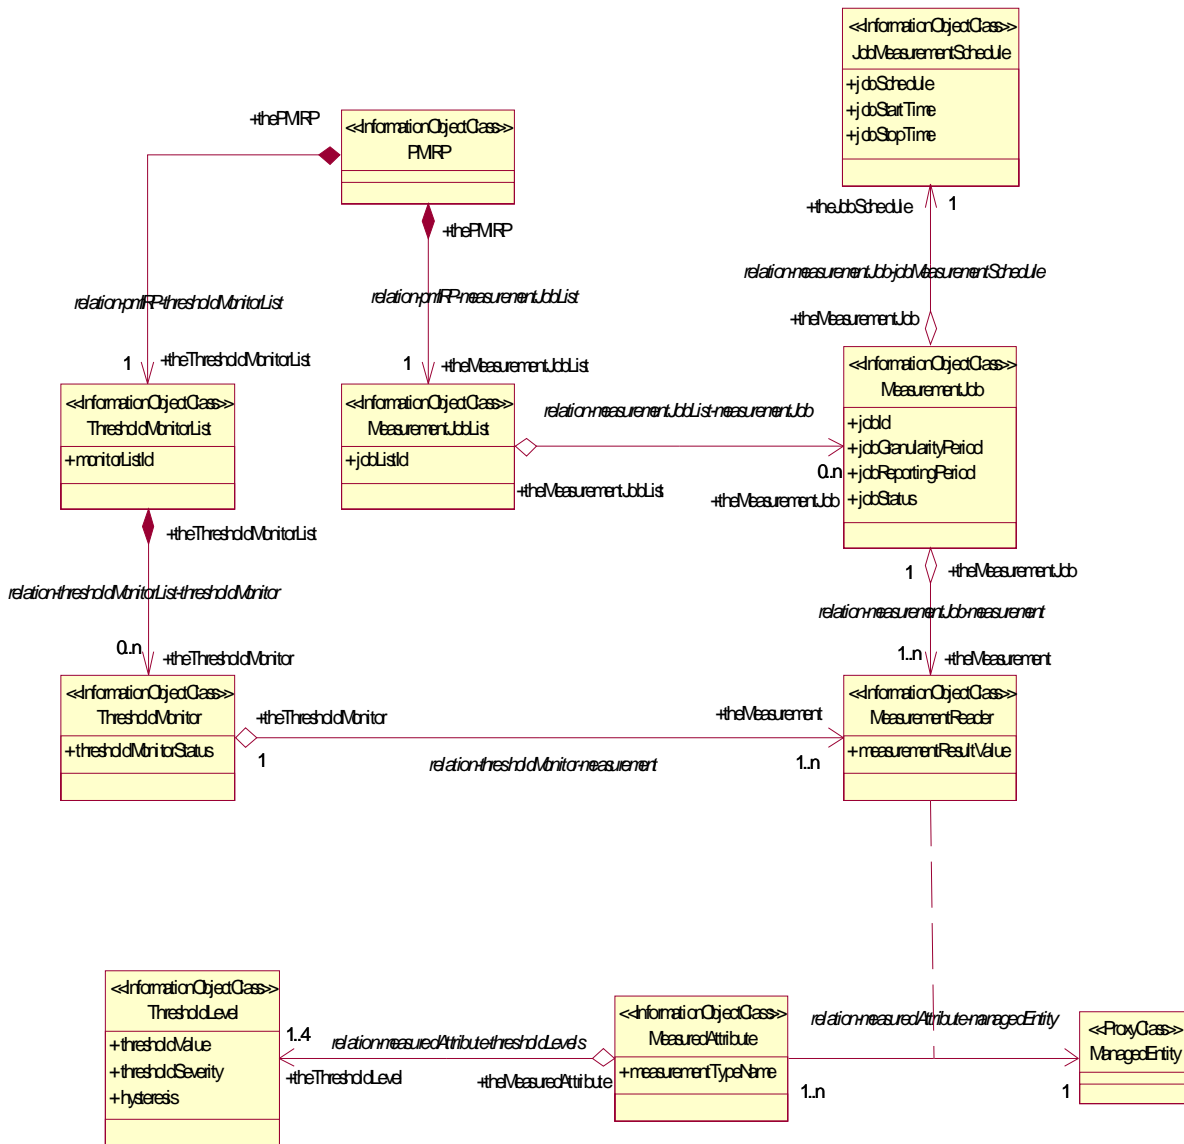 <<InformationObjectClass>>
JobMeasurementSchedule
+jobSchedule
+jobStartTime
+jobStopTime
+thePMIRP
<<InformationObjectClass>>
PMIRP
+theJobSchedule
1
+thePMIRP
relation-measurementJob-jobMeasurementSchedule
relation-pmIRP-thresholdMonitorList
relation-pmIRP-measurementJobList
+theMeasurementJob
1
+theThresholdMonitorList
1
+theMeasurementJobList
<<InformationObjectClass>>
ThresholdMonitorList
+monitorListId
<<InformationObjectClass>>
MeasurementJobList
+jobListId
relation-measurementJobList-measurementJob
<<InformationObjectClass>>
MeasurementJob
+jobId
+jobGranularityPeriod
+jobReportingPeriod
+jobStatus
0..n
+theMeasurementJobList
+theMeasurementJob
+theThresholdMonitorList
1
+theMeasurementJob
relation-thresholdMonitorList-thresholdMonitor
relation-measurementJob-measurement
0..n
+theThresholdMonitor
1..n
+theMeasurement
<<InformationObjectClass>>
ThresholdMonitor
+thresholdMonitorStatus
+theThresholdMonitor
1
relation-thresholdMonitor-measurement
+theMeasurement
1..n
<<InformationObjectClass>>
MeasurementReader
+measurementResultValue
<<InformationObjectClass>>
ThresholdLevel
+thresholdValue
+thresholdSeverity
+hysteresis
1..4
relation-measuredAttribute-thresholdLevels
+theThresholdLevel
+theMeasuredAttribute
<<InformationObjectClass>>
MeasuredAttribute
+measurementTypeName
relation-measuredAttribute-managedEntity
1..n
1
<<ProxyClass>>
ManagedEntity